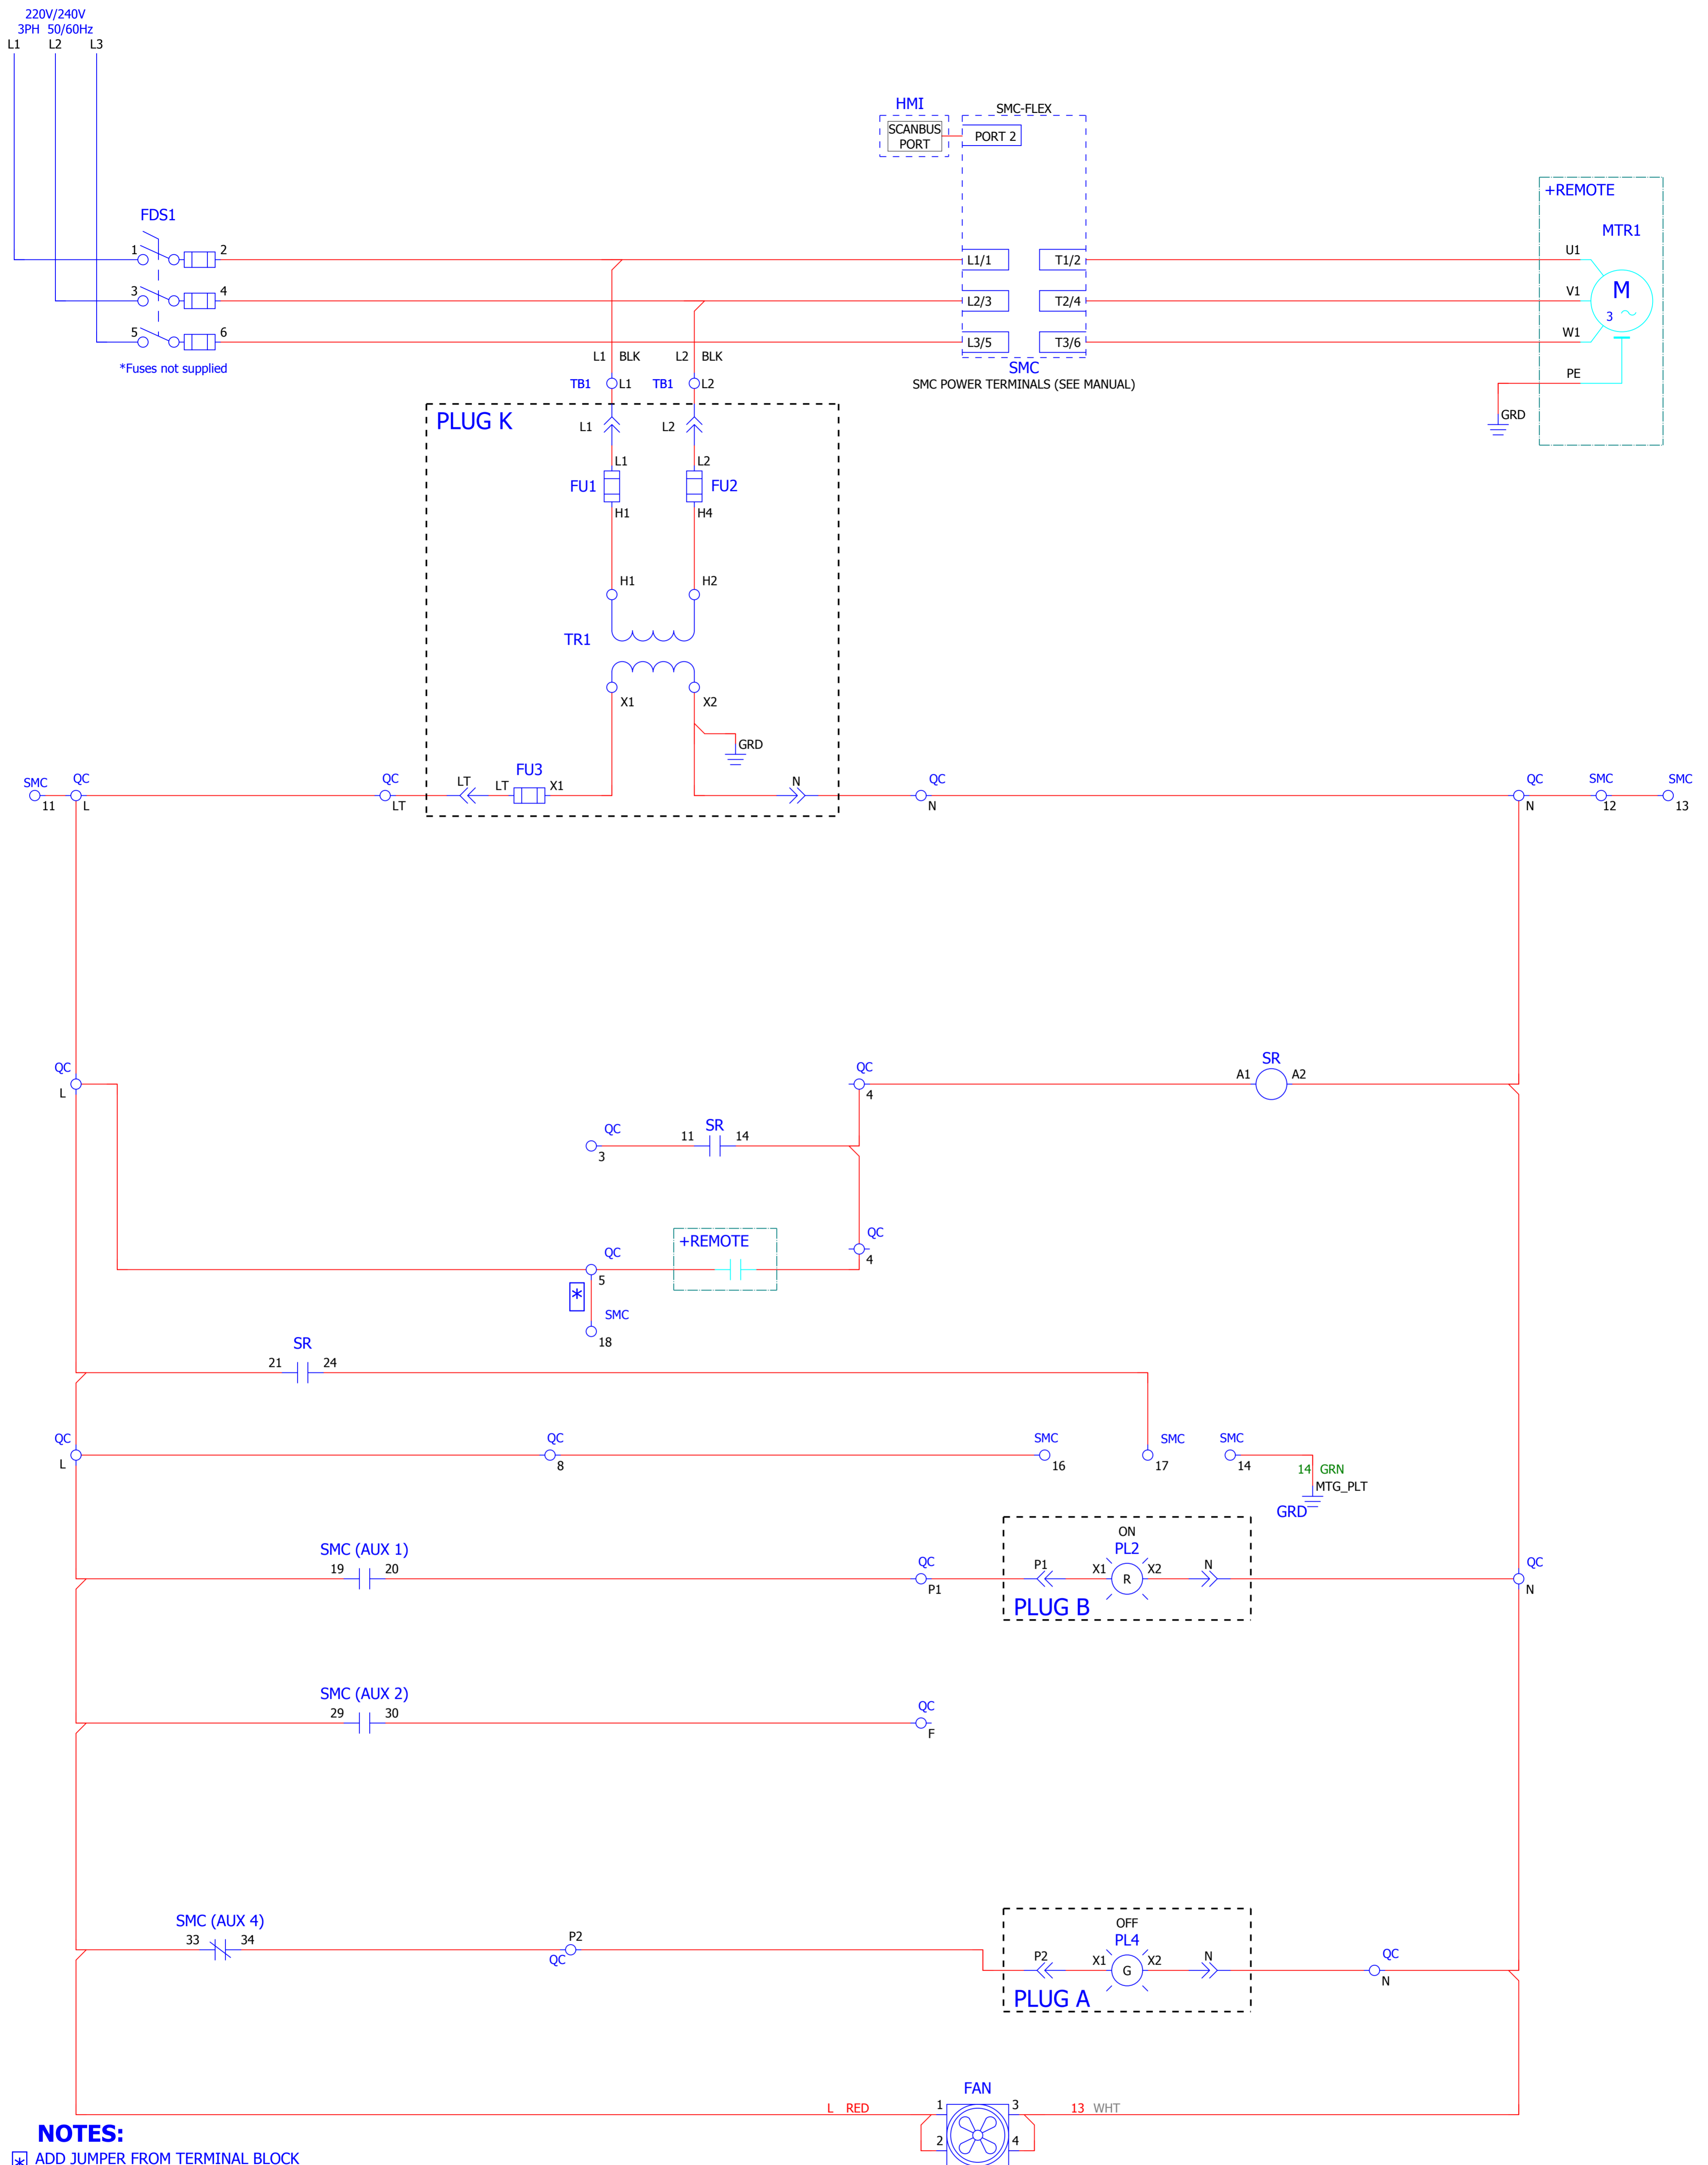 220V/240V
3PH 50/60Hz
L1 L2 L3
HMI
SCANBUS
PORT
SMC-FLEX
PORT 2
+REMOTE
MTR1
FDS1
1 2
3 4
5 6
*Fuses not supplied
L1/1 T1/2
L2/3 T2/4
L3/5 T3/6
SMC
SMC POWER TERMINALS (SEE MANUAL)
U1
V1
W1
PE
M
3
GRD
L1 BLK L2 BLK
TB1 L1 TB1 L2
PLUG K
L1 L2
L1 L2
FU1 FU2
H1 H4
H1 H2
TR1
X1 X2
GRD
SMC QC QC LT LT FU3 X1 N QC QC SMC SMC
11 L LT N N 12 13
QC QC A1 SR A2
L 4
QC 11 SR 14
3
QC +REMOTE QC
5 4
*
SMC
18
SR
21 24
QC QC SMC SMC SMC
L 8 16 17 14
14 GRN
MTG_PLT
GRD
SMC (AUX 1)
19 20
QC
P1
ON
PL2
P1 X1 R X2 N
PLUG B
QC
N
SMC (AUX 2)
29 30
QC
F
SMC (AUX 4)
33 34
P2
QC
OFF
PL4
P2 X1 G X2 N
PLUG A
QC
N
FAN
L RED 1 3 13 WHT
2 4
NOTES:
* ADD JUMPER FROM TERMINAL BLOCK